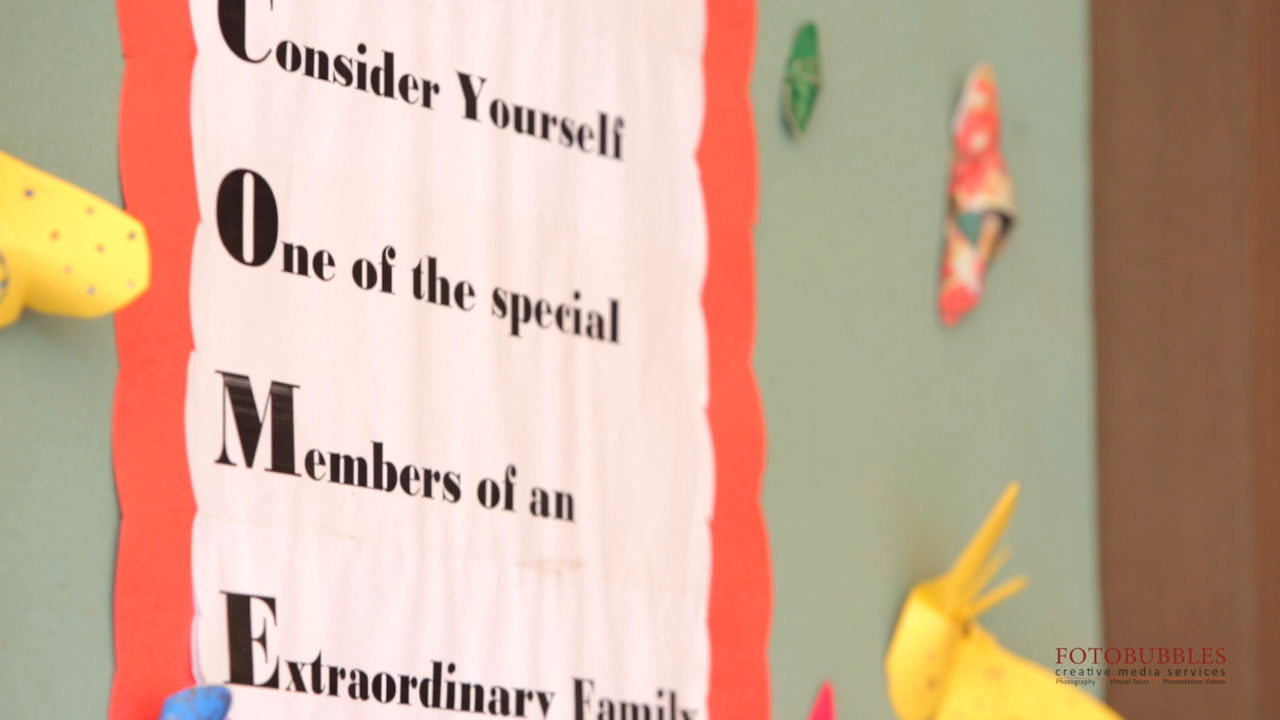 Consider Yourself
One of the special
Members of an
Extraordinary Family
FOTOBUBBLES
creative media services
Photography Virtual Tours Presentation Videos